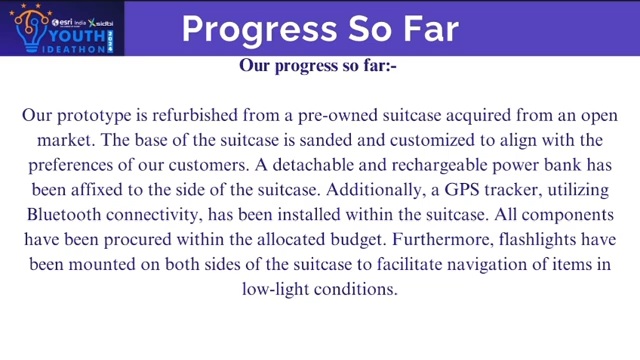 esri India sidbi
YOUTH
IDEATHON
Progress So Far
Our progress so far:-
Our prototype is refurbished from a pre-owned suitcase acquired from an open
market. The base of the suitcase is sanded and customized to align with the
preferences of our customers. A detachable and rechargeable power bank has
been affixed to the side of the suitcase. Additionally, a GPS tracker, utilizing
Bluetooth connectivity, has been installed within the suitcase. All components
have been procured within the allocated budget. Furthermore, flashlights have
been mounted on both sides of the suitcase to facilitate navigation of items in
low-light conditions.